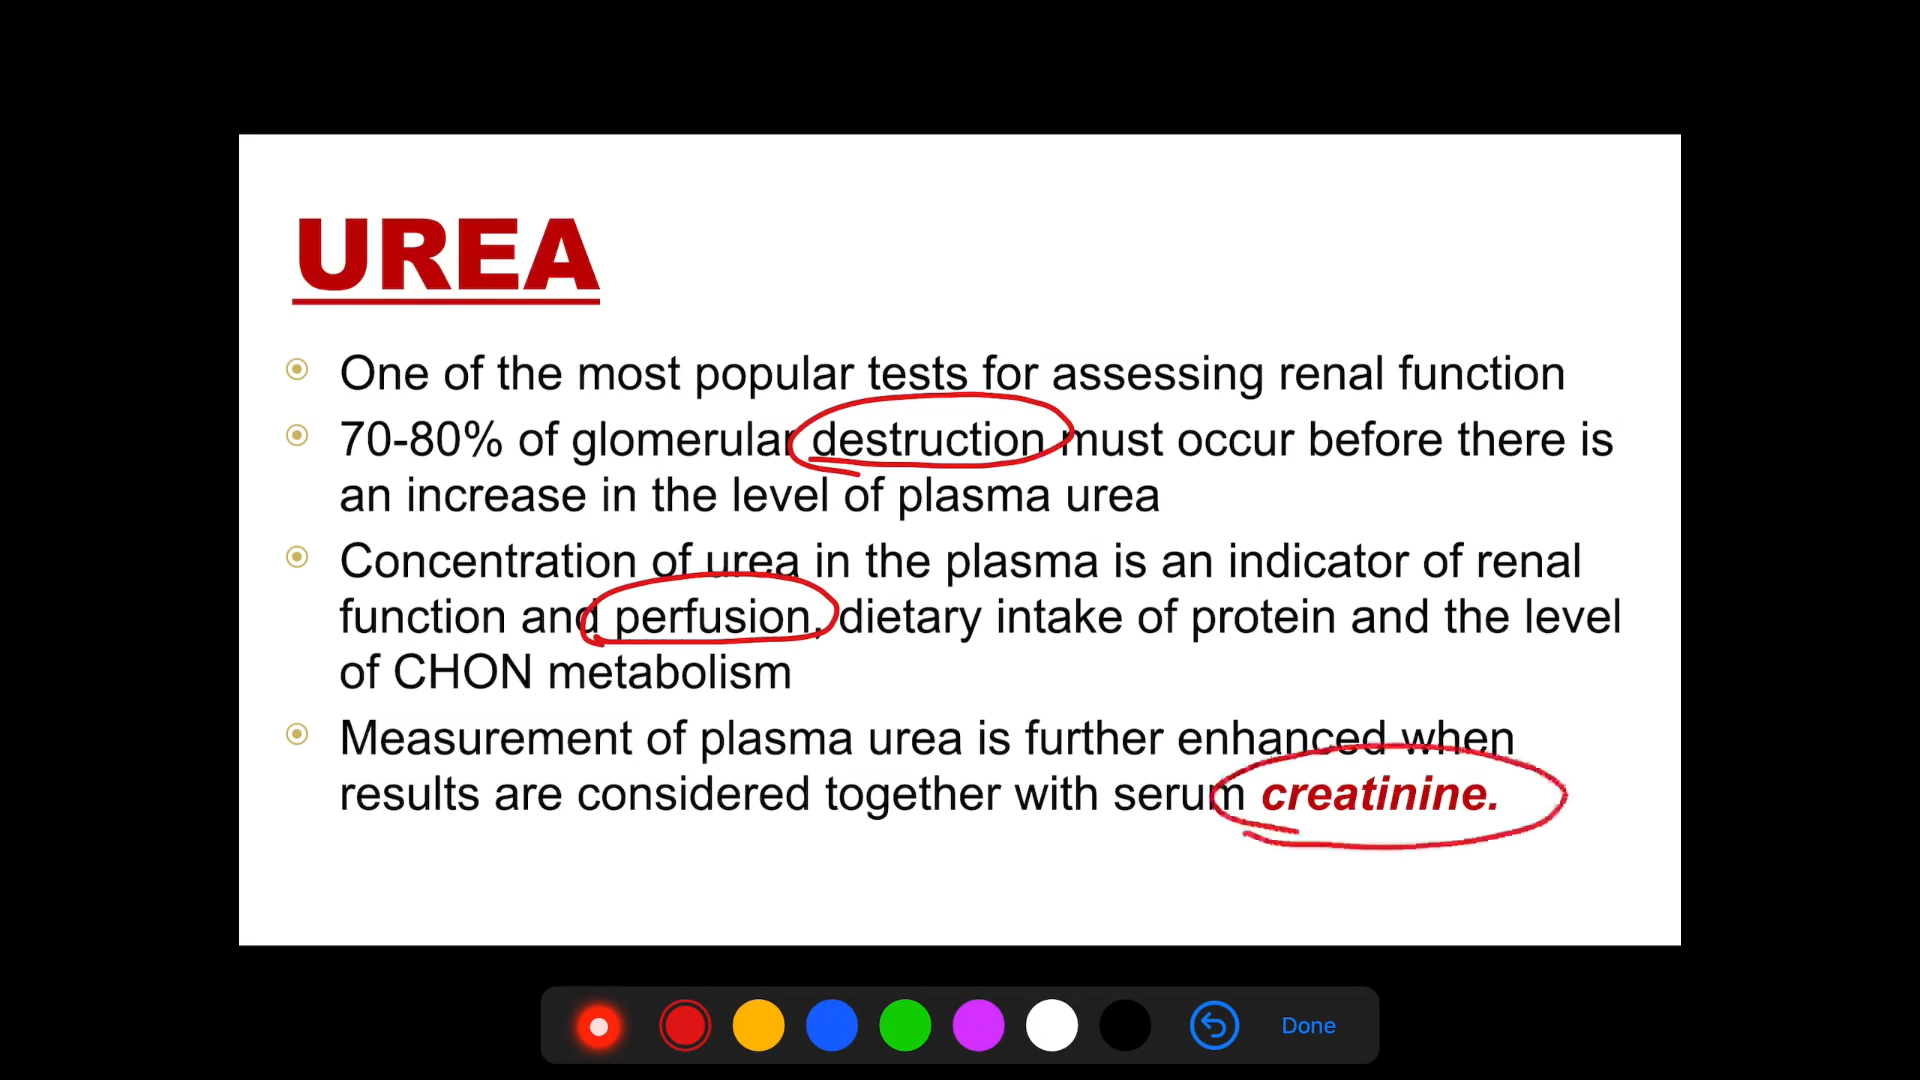 UREA
One of the most popular tests for assessing renal function
70-80% of glomerular destruction must occur before there is
an increase in the level of plasma urea
Concentration of urea in the plasma is an indicator of renal
function and perfusion, dietary intake of protein and the level
of CHON metabolism
Measurement of plasma urea is further enhanced when
results are considered together with serum creatinine.
Done